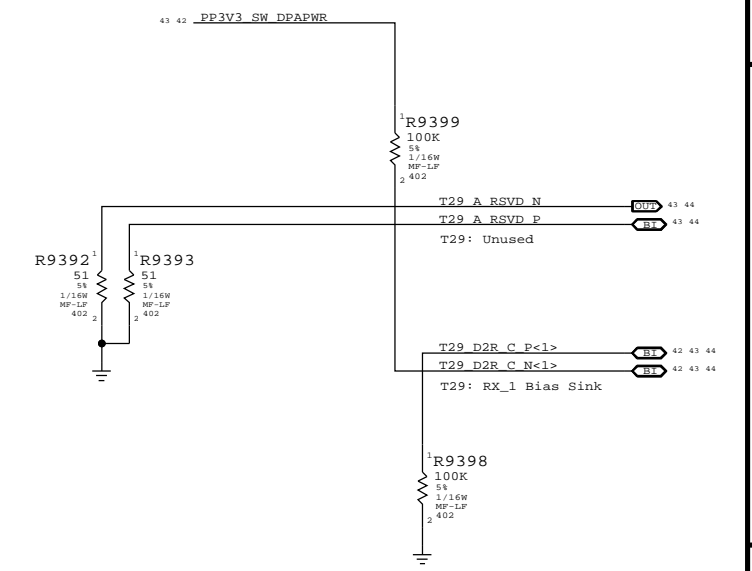 43 42 PP3V3_SW_DPAPWR
1 R9399
100K
5%
1/16W
MF-LF
2 402
T29_A_RSVD_N OUT 43 44
T29_A_RSVD_P BI 43 44
T29: Unused
R9392 1
51
5%
1/16W
MF-LF
402
2
1 R9393
51
5%
1/16W
MF-LF
402
2
T29_D2R_C_P<1> BI 42 43 44
T29_D2R_C_N<1> BI 42 43 44
T29: RX_1 Bias Sink
1 R9398
100K
5%
1/16W
MF-LF
2 402